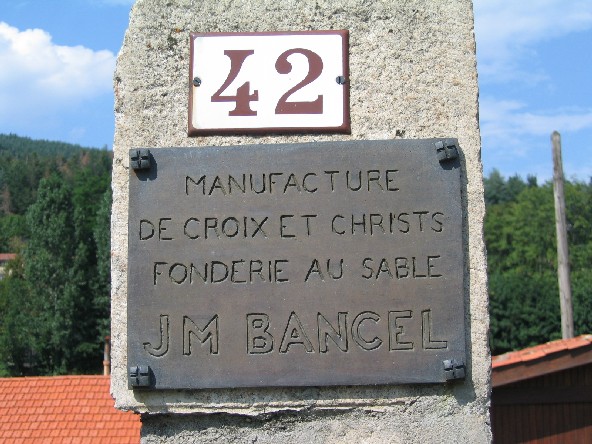 42
MANUFACTURE
DE CROIX ET CHRISTS
FONDERIE AU SABLE
JM BANCEL